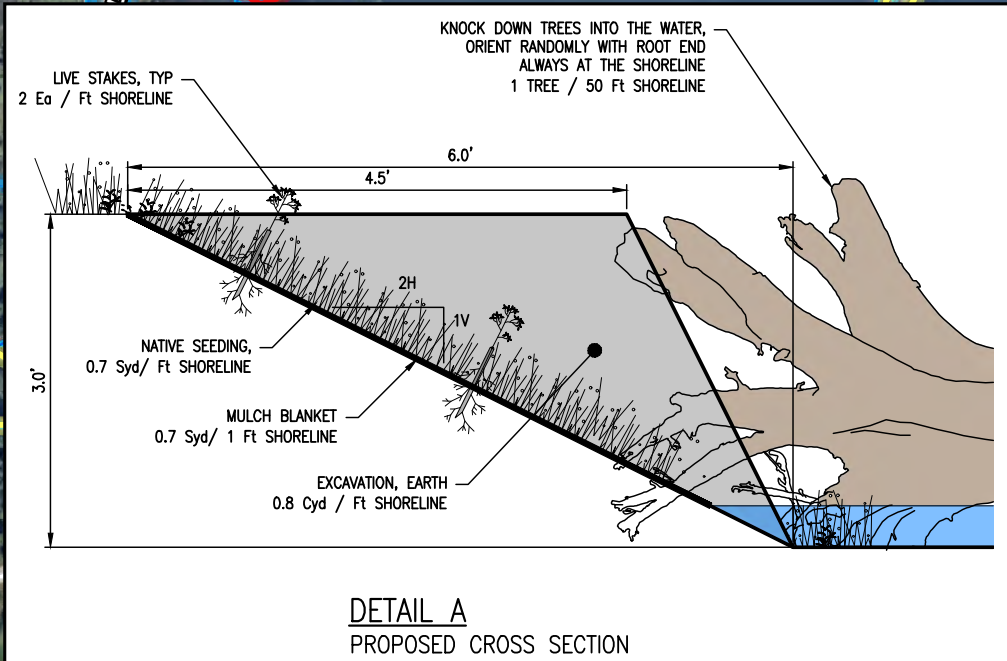 KNOCK DOWN TREES INTO THE WATER,
ORIENT RANDOMLY WITH ROOT END
ALWAYS AT THE SHORELINE
1 TREE / 50 Ft SHORELINE
LIVE STAKES, TYP
2 Ea / Ft SHORELINE
6.0'
4.5'
2H
1V
3.0'
NATIVE SEEDING,
0.7 Syd/ Ft SHORELINE
MULCH BLANKET
0.7 Syd/ 1 Ft SHORELINE
EXCAVATION, EARTH
0.8 Cyd / Ft SHORELINE
DETAIL A
PROPOSED CROSS SECTION